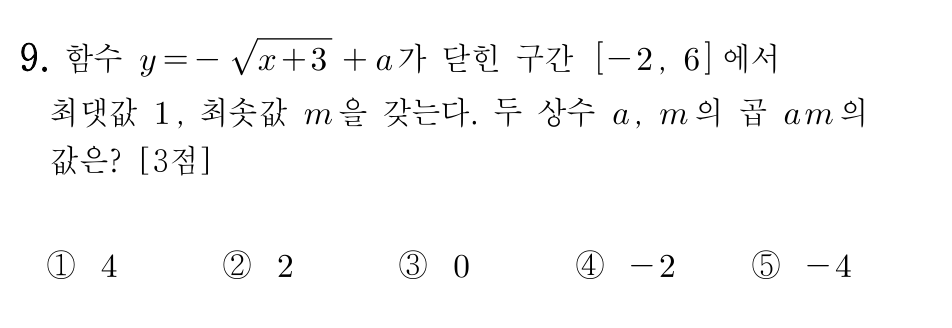 9. 함수 y=-√(x+3)+a가 닫힌 구간 [-2, 6]에서
최댓값 1, 최솟값 m을 갖는다. 두 상수 a, m의 곱 am의
값은? [3점]
① 4 ② 2 ③ 0 ④ -2 ⑤ -4